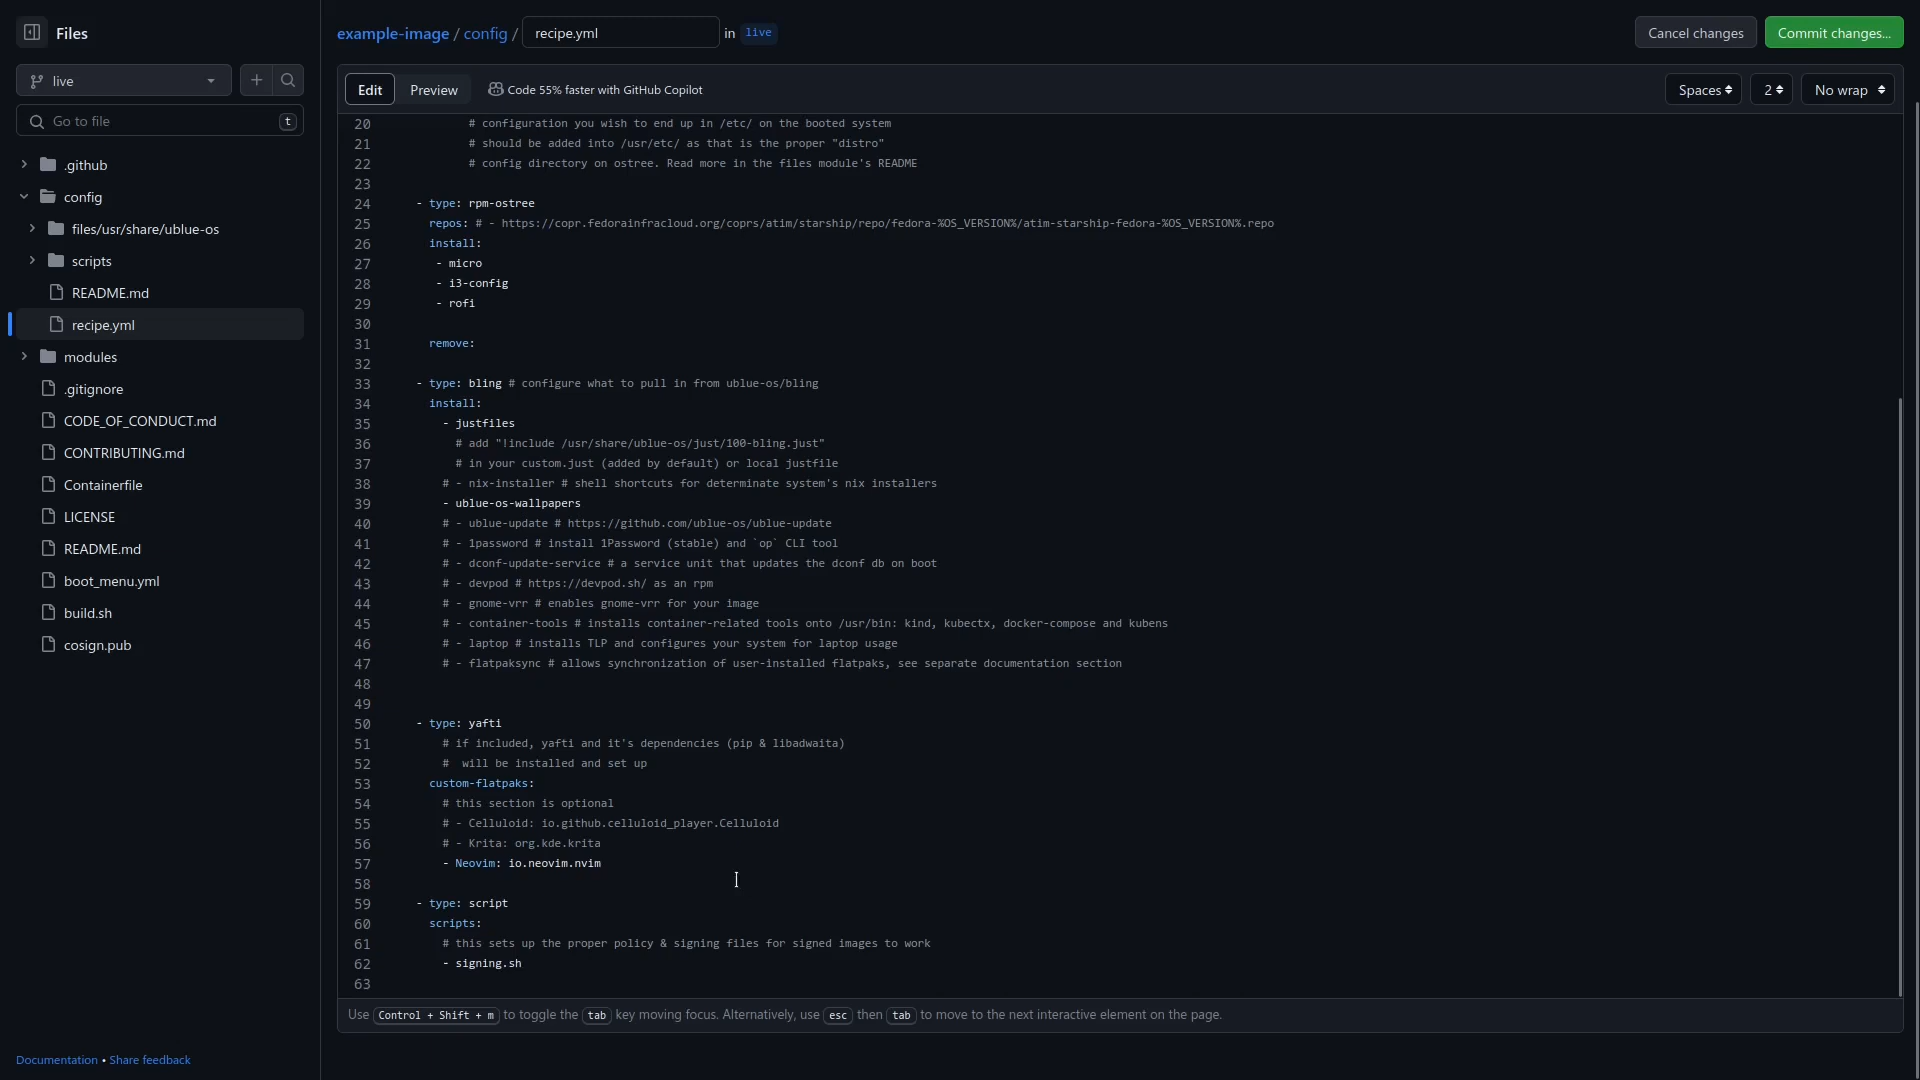 Files
example-image / config / recipe.yml in live
Cancel changes
Commit changes...
live
Go to file
t
Edit
Preview
Code 55% faster with GitHub Copilot
Spaces
2
No wrap
.github
config
files/usr/share/ublue-os
scripts
README.md
recipe.yml
modules
.gitignore
CODE_OF_CONDUCT.md
CONTRIBUTING.md
Containerfile
LICENSE
README.md
boot_menu.yml
build.sh
cosign.pub
Documentation • Share feedback
20 # configuration you wish to end up in /etc/ on the booted system
21 # should be added into /usr/etc/ as that is the proper "distro"
22 # config directory on ostree. Read more in the files module's README
23
24 - type: rpm-ostree
25 repos: # - https://copr.fedorainfracloud.org/coprs/atim/starship/repo/fedora-%OS_VERSION%/atim-starship-fedora-%OS_VERSION%.repo
26 install:
27 - micro
28 - i3-config
29 - rofi
30
31 remove:
32
33 - type: bling # configure what to pull in from ublue-os/bling
34 install:
35 - justfiles
36 # add "!include /usr/share/ublue-os/just/100-bling.just"
37 # in your custom.just (added by default) or local justfile
38 # - nix-installer # shell shortcuts for determinate system's nix installers
39 - ublue-os-wallpapers
40 # - ublue-update # https://github.com/ublue-os/ublue-update
41 # - 1password # install 1Password (stable) and `op` CLI tool
42 # - dconf-update-service # a service unit that updates the dconf db on boot
43 # - devpod # https://devpod.sh/ as an rpm
44 # - gnome-vrr # enables gnome-vrr for your image
45 # - container-tools # installs container-related tools onto /usr/bin: kind, kubectx, docker-compose and kubens
46 # - laptop # installs TLP and configures your system for laptop usage
47 # - flatpaksync # allows synchronization of user-installed flatpaks, see separate documentation section
48
49
50 - type: yafti
51 # if included, yafti and it's dependencies (pip & libadwaita)
52 # will be installed and set up
53 custom-flatpaks:
54 # this section is optional
55 # - Celluloid: io.github.celluloid_player.Celluloid
56 # - Krita: org.kde.krita
57 - Neovim: io.neovim.nvim
58
59 - type: script
60 scripts:
61 # this sets up the proper policy & signing files for signed images to work
62 - signing.sh
63
Use Control + Shift + m to toggle the tab key moving focus. Alternatively, use esc then tab to move to the next interactive element on the page.